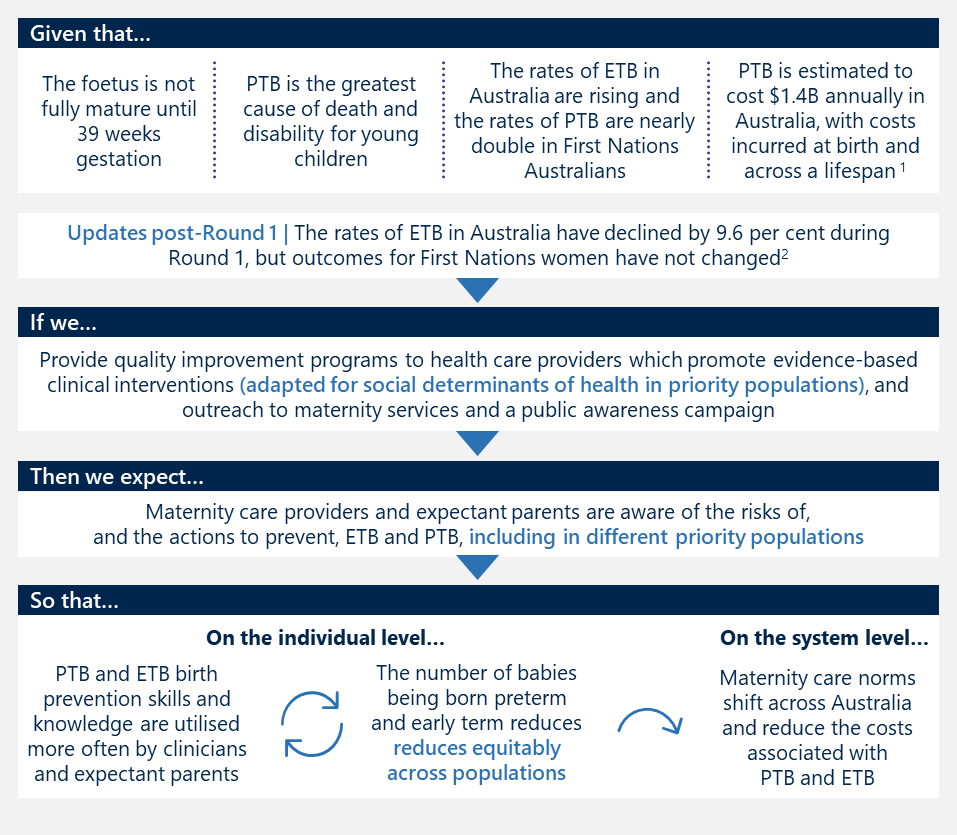 Given that...
The foetus is not
fully mature until
39 weeks
gestation
PTB is the greatest
cause of death and
disability for young
children
The rates of ETB in
Australia are rising and
the rates of PTB are nearly
double in First Nations
Australians
PTB is estimated to
cost $1.4B annually in
Australia, with costs
incurred at birth and
across a lifespan 1
Updates post-Round 1 | The rates of ETB in Australia have declined by 9.6 per cent during
Round 1, but outcomes for First Nations women have not changed2
If we...
Provide quality improvement programs to health care providers which promote evidence-based
clinical interventions (adapted for social determinants of health in priority populations), and
outreach to maternity services and a public awareness campaign
Then we expect...
Maternity care providers and expectant parents are aware of the risks of,
and the actions to prevent, ETB and PTB, including in different priority populations
So that...
On the individual level...
PTB and ETB birth
prevention skills and
knowledge are utilised
more often by clinicians
and expectant parents
The number of babies
being born preterm
and early term reduces
reduces equitably
across populations
On the system level...
Maternity care norms
shift across Australia
and reduce the costs
associated with
PTB and ETB